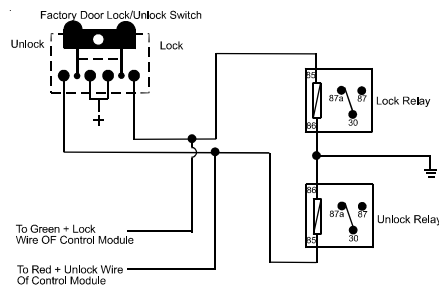 Factory Door Lock/Unlock Switch
Unlock
Lock
+
85
87a
87
30
86
Lock Relay
86
87a
87
30
85
Unlock Relay
To Green + Lock
Wire OF Control Module
To Red + Unlock Wire
Of Control Module